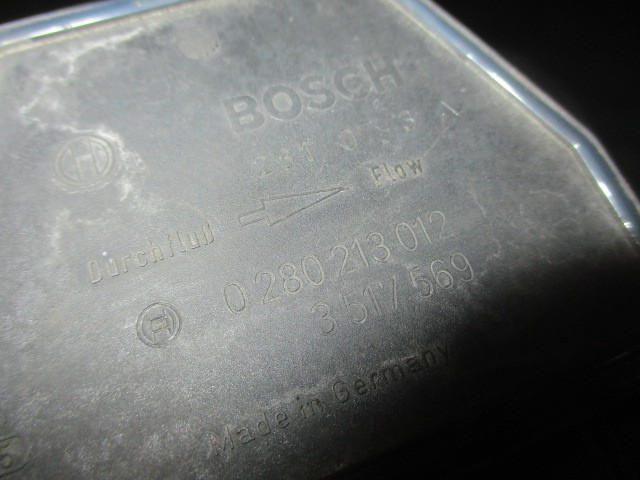 BOSCH
Durchfluß Flow
0 280 213 012
3 517 569
Made in Germany